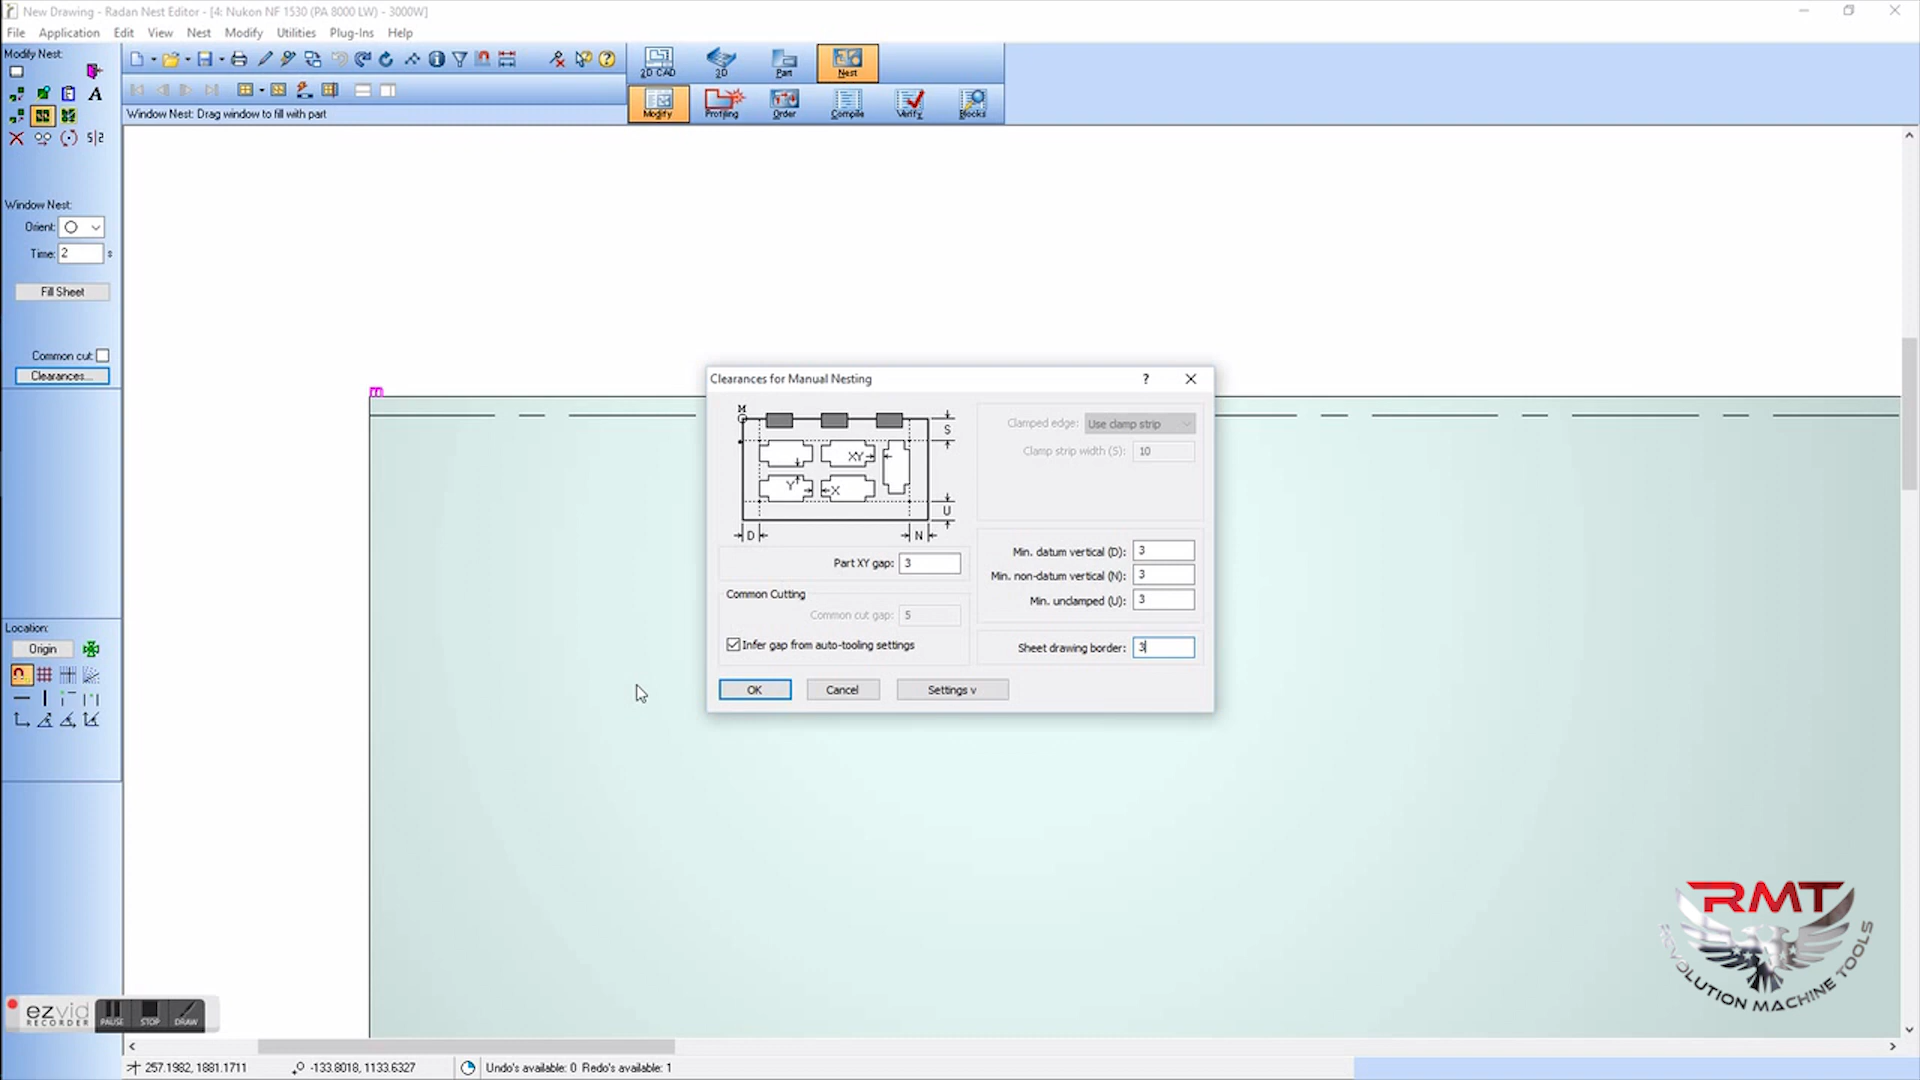 New Drawing - Radan Nest Editor - [4: Nukon NF 1530 (PA 8000 LW) - 3000W]
File Application Edit View Nest Modify Utilities Plug-Ins Help
Modify Nest:
2D CAD 3D Part Nest
Modify Profiling Order Compile Verify Blocks
Window Nest: Drag window to fill with part
Window Nest:
Orient:
Time: 2 s
Fill Sheet
Common cut:
Clearances...
m
Clearances for Manual Nesting
M
S
XY
Y X
U
D N
Clamped edge: Use clamp strip
Clamp strip width (S): 10
Part XY gap: 3
Min. datum vertical (D): 3
Min. non-datum vertical (N): 3
Min. unclamped (U): 3
Common Cutting
Common cut gap: 5
Infer gap from auto-tooling settings
Sheet drawing border: 3
OK Cancel Settings v
Location:
Origin
RMT
REVOLUTION MACHINE TOOLS
ezvid
RECORDER
PAUSE STOP DRAW
257.1982, 1881.1711 -133.8018, 1133.6327 Undo's available: 0 Redo's available: 1